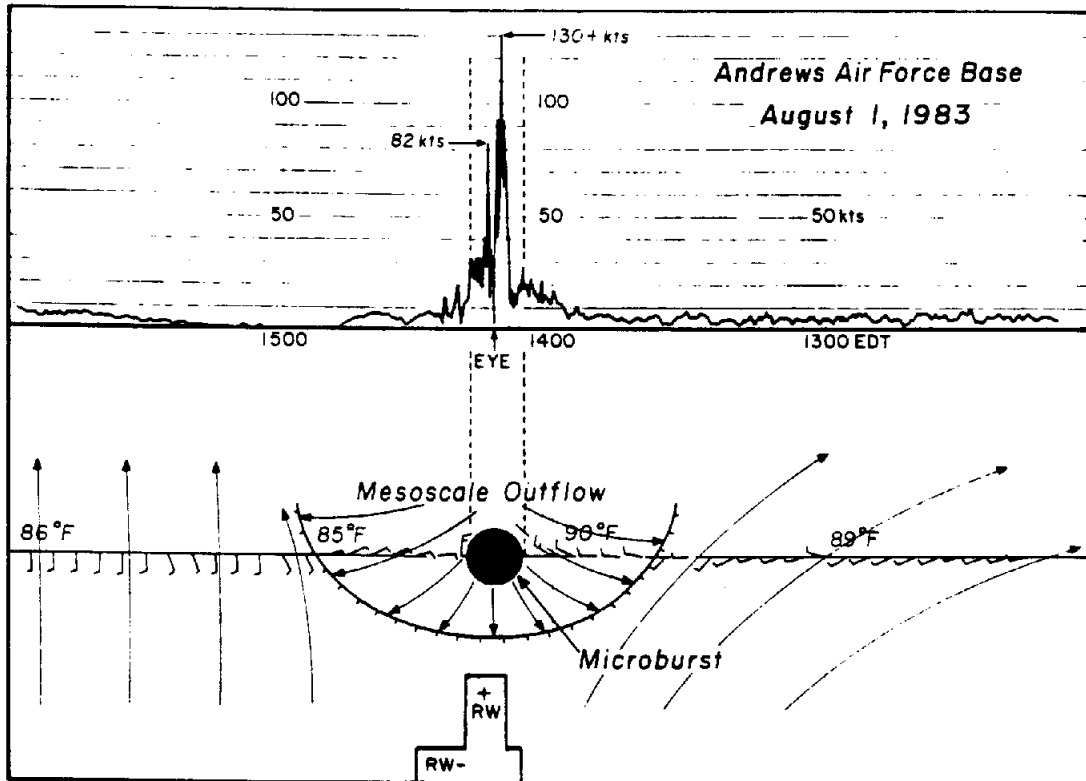 130+ kts
Andrews Air Force Base
100
100
August 1, 1983
82 kts
50
50
50 kts
1500
1400
1300 EDT
EYE
Mesoscale Outflow
86°F
85°F
90°F
89°F
Microburst
+
RW
RW-